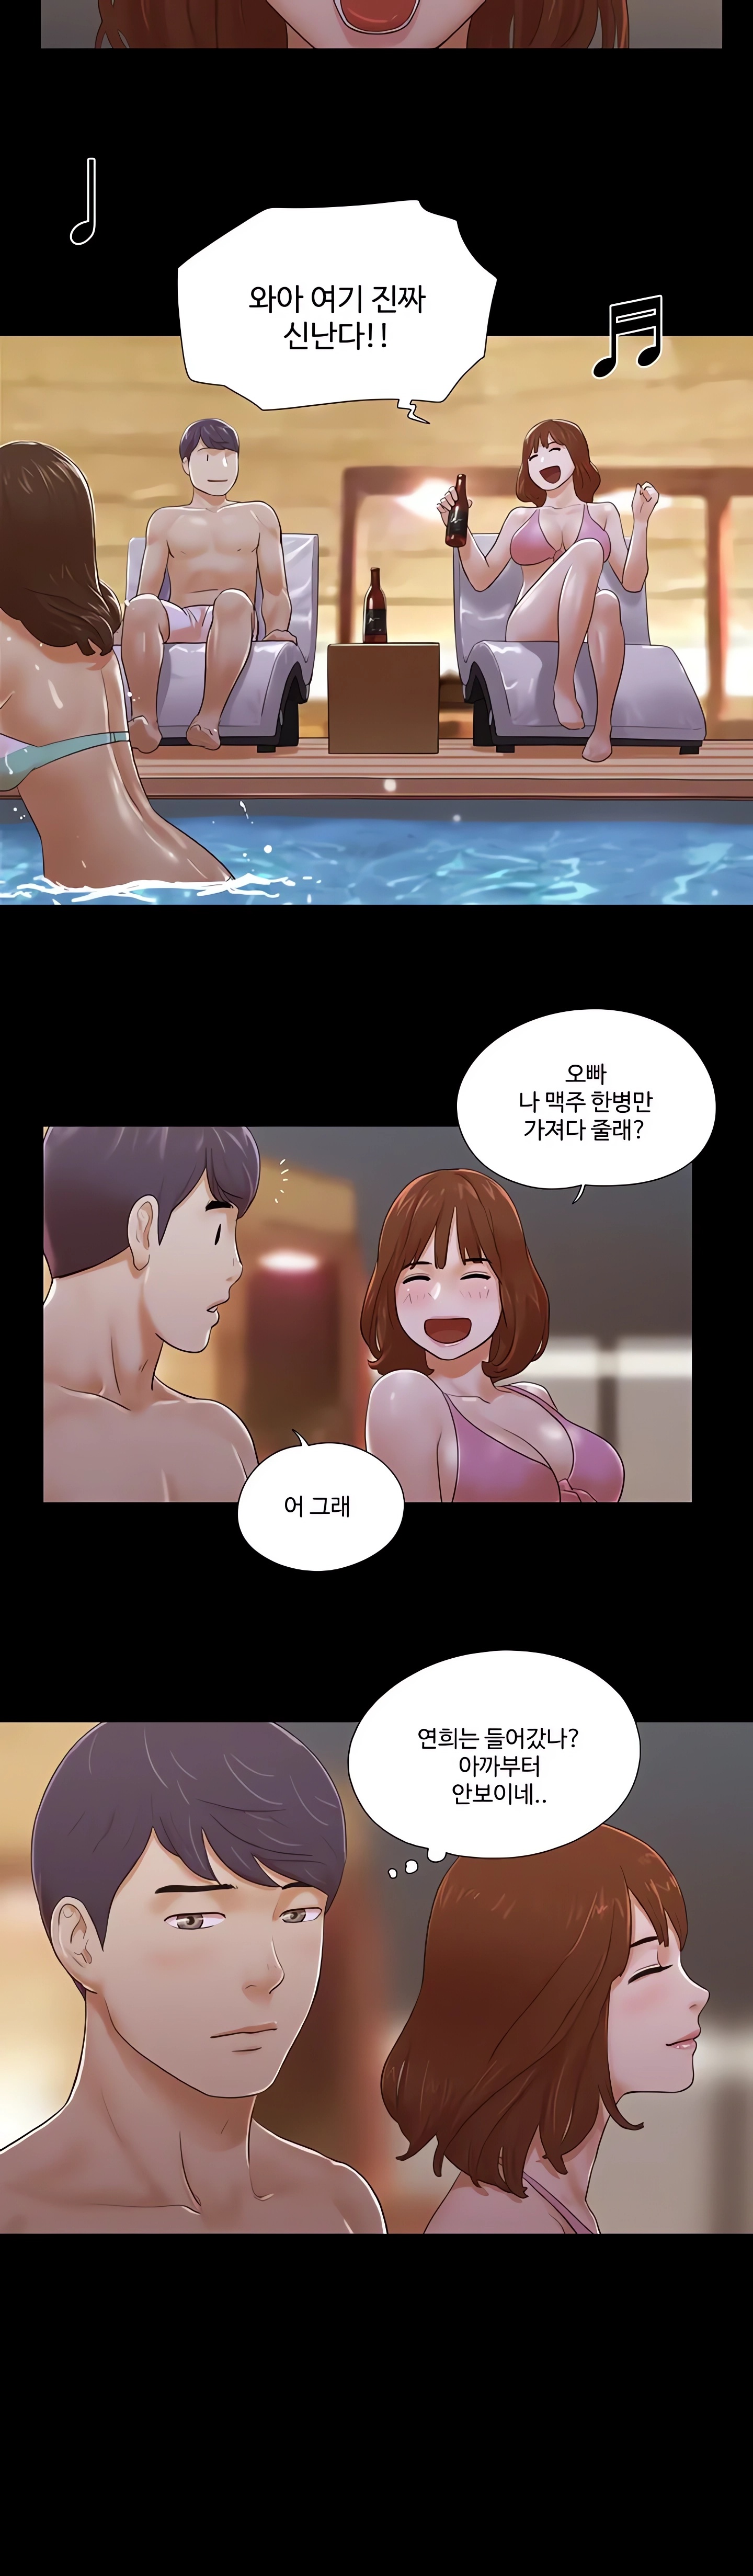 와아 여기 진짜
신난다!!
오빠
나 맥주 한병만
가져다 줄래?
어 그래
연희는 들어갔나?
아까부터
안보이네..